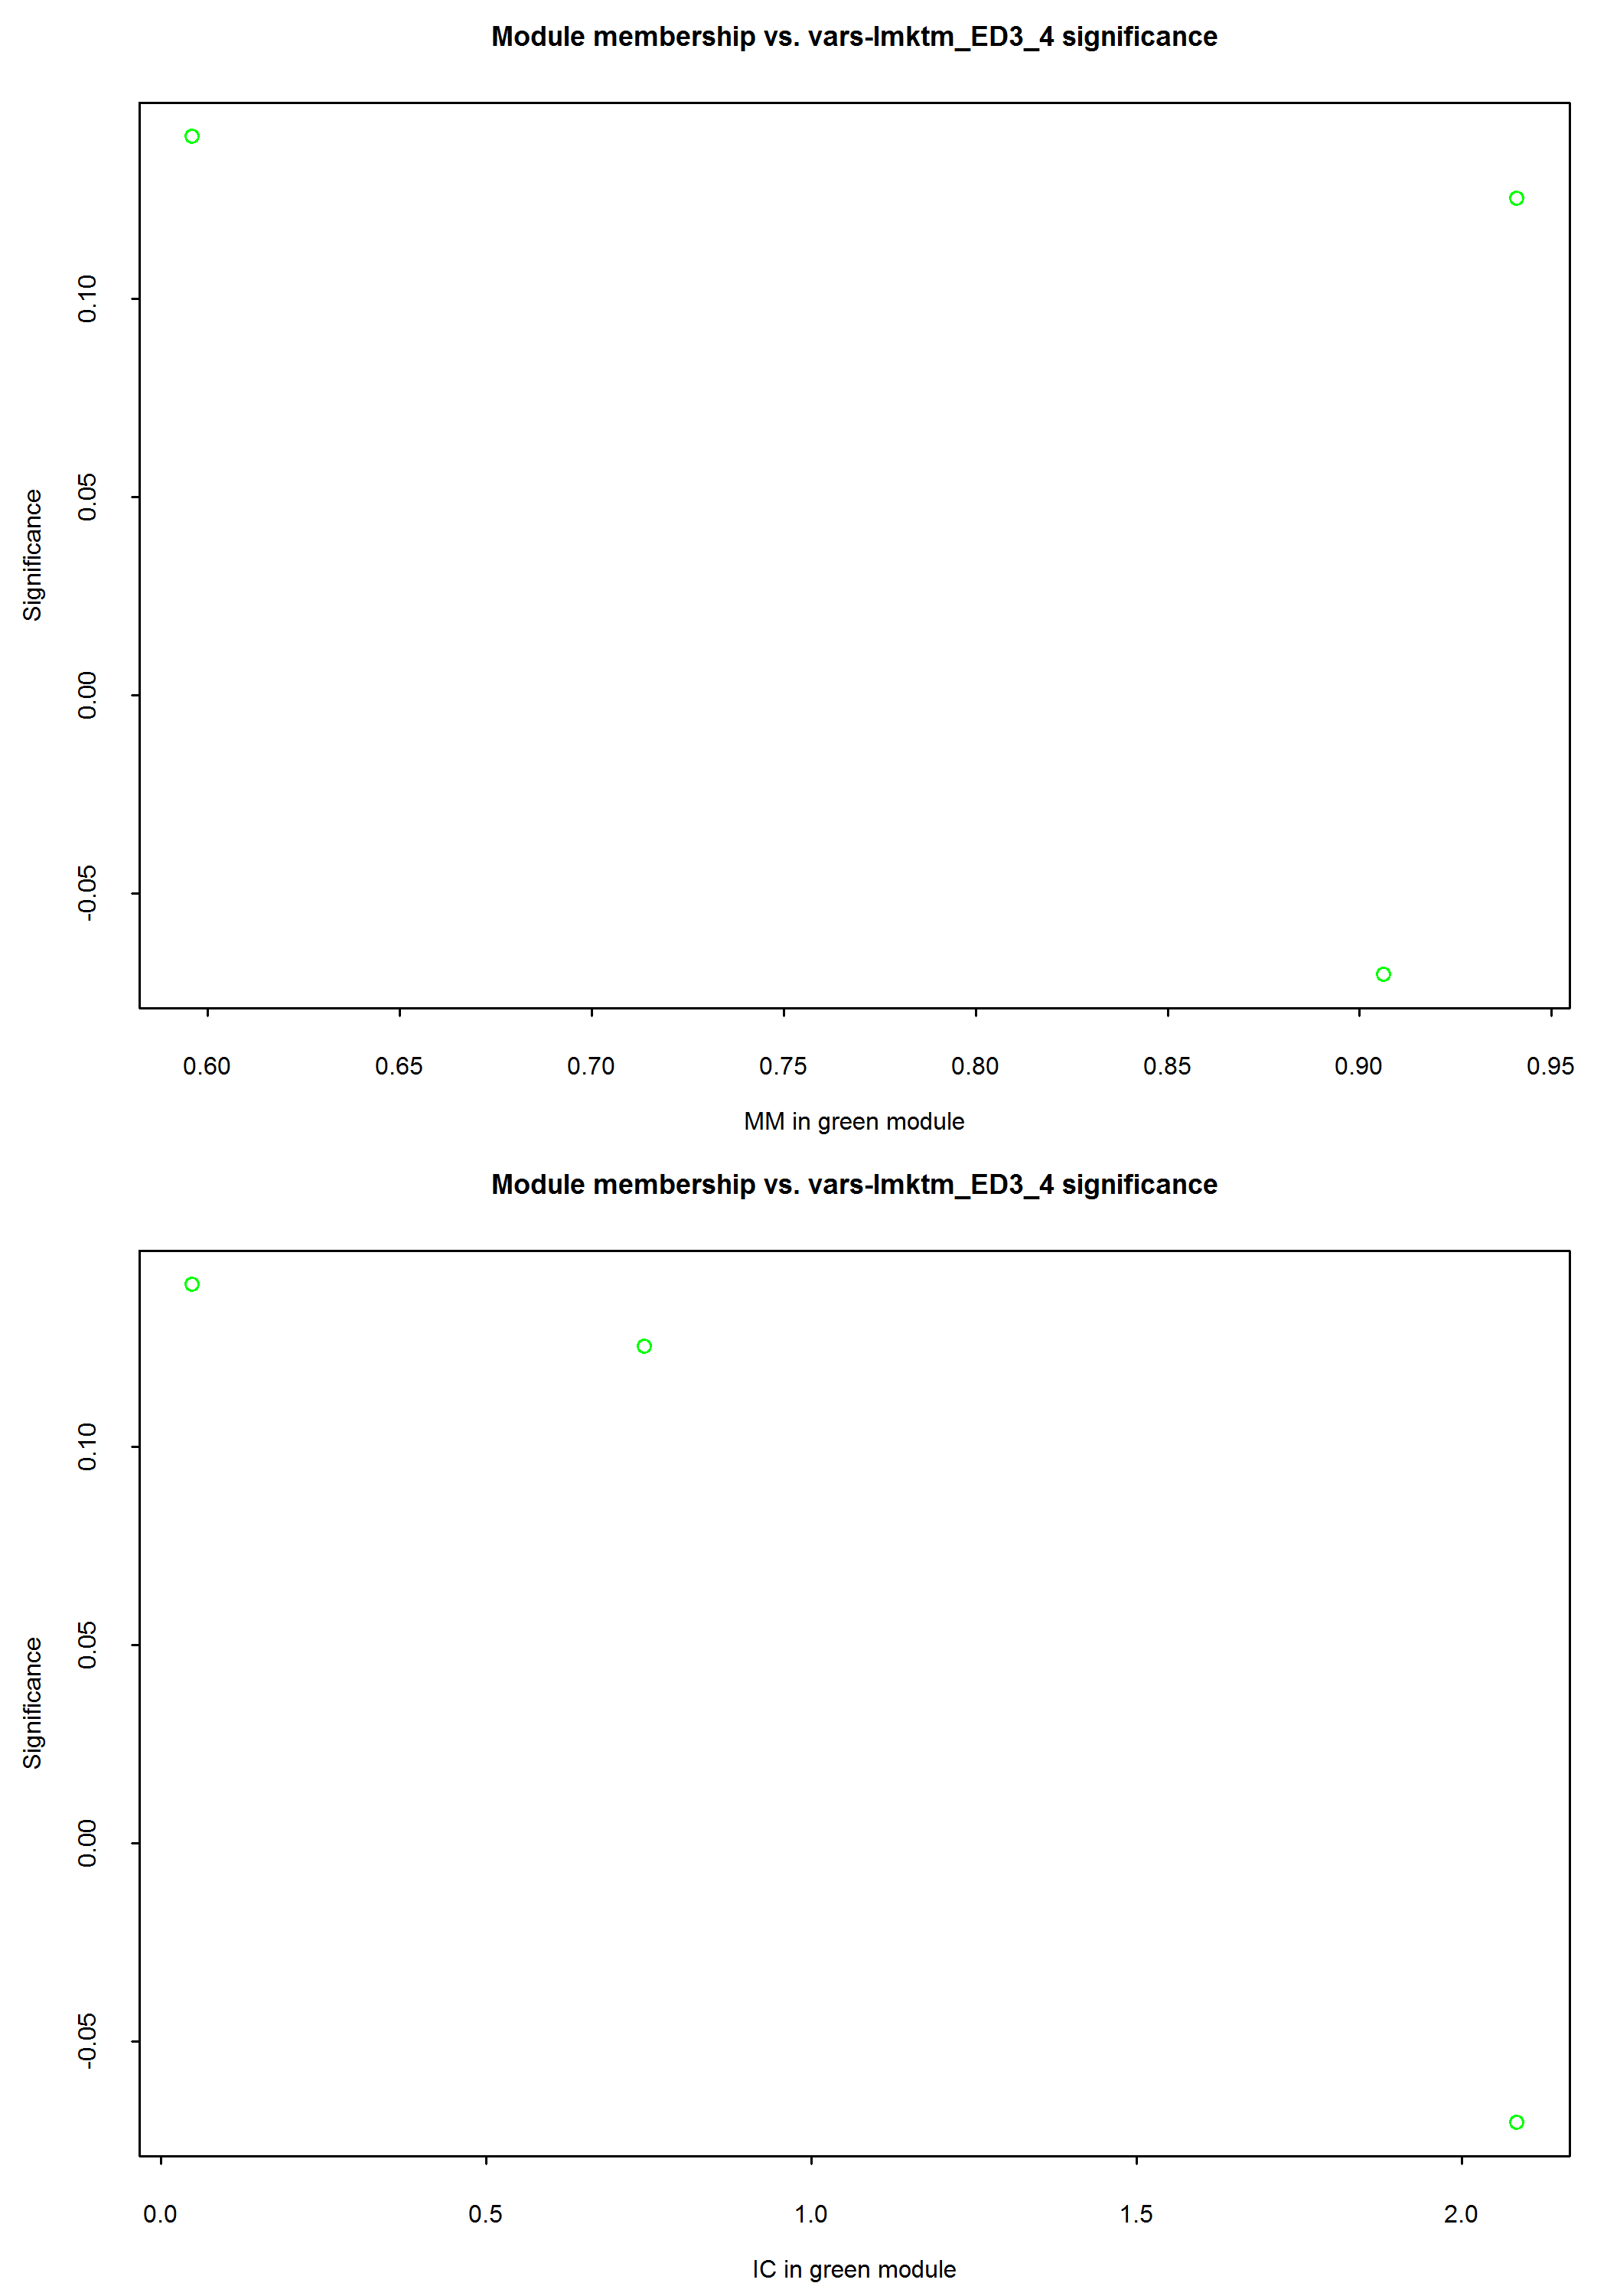 Module membership vs. vars-lmktm_ED3_4 significance
0.10
0.05
0.00
-0.05
Significance
0.60 0.65 0.70 0.75 0.80 0.85 0.90 0.95
MM in green module
Module membership vs. vars-lmktm_ED3_4 significance
0.10
0.05
0.00
-0.05
Significance
0.0 0.5 1.0 1.5 2.0
IC in green module